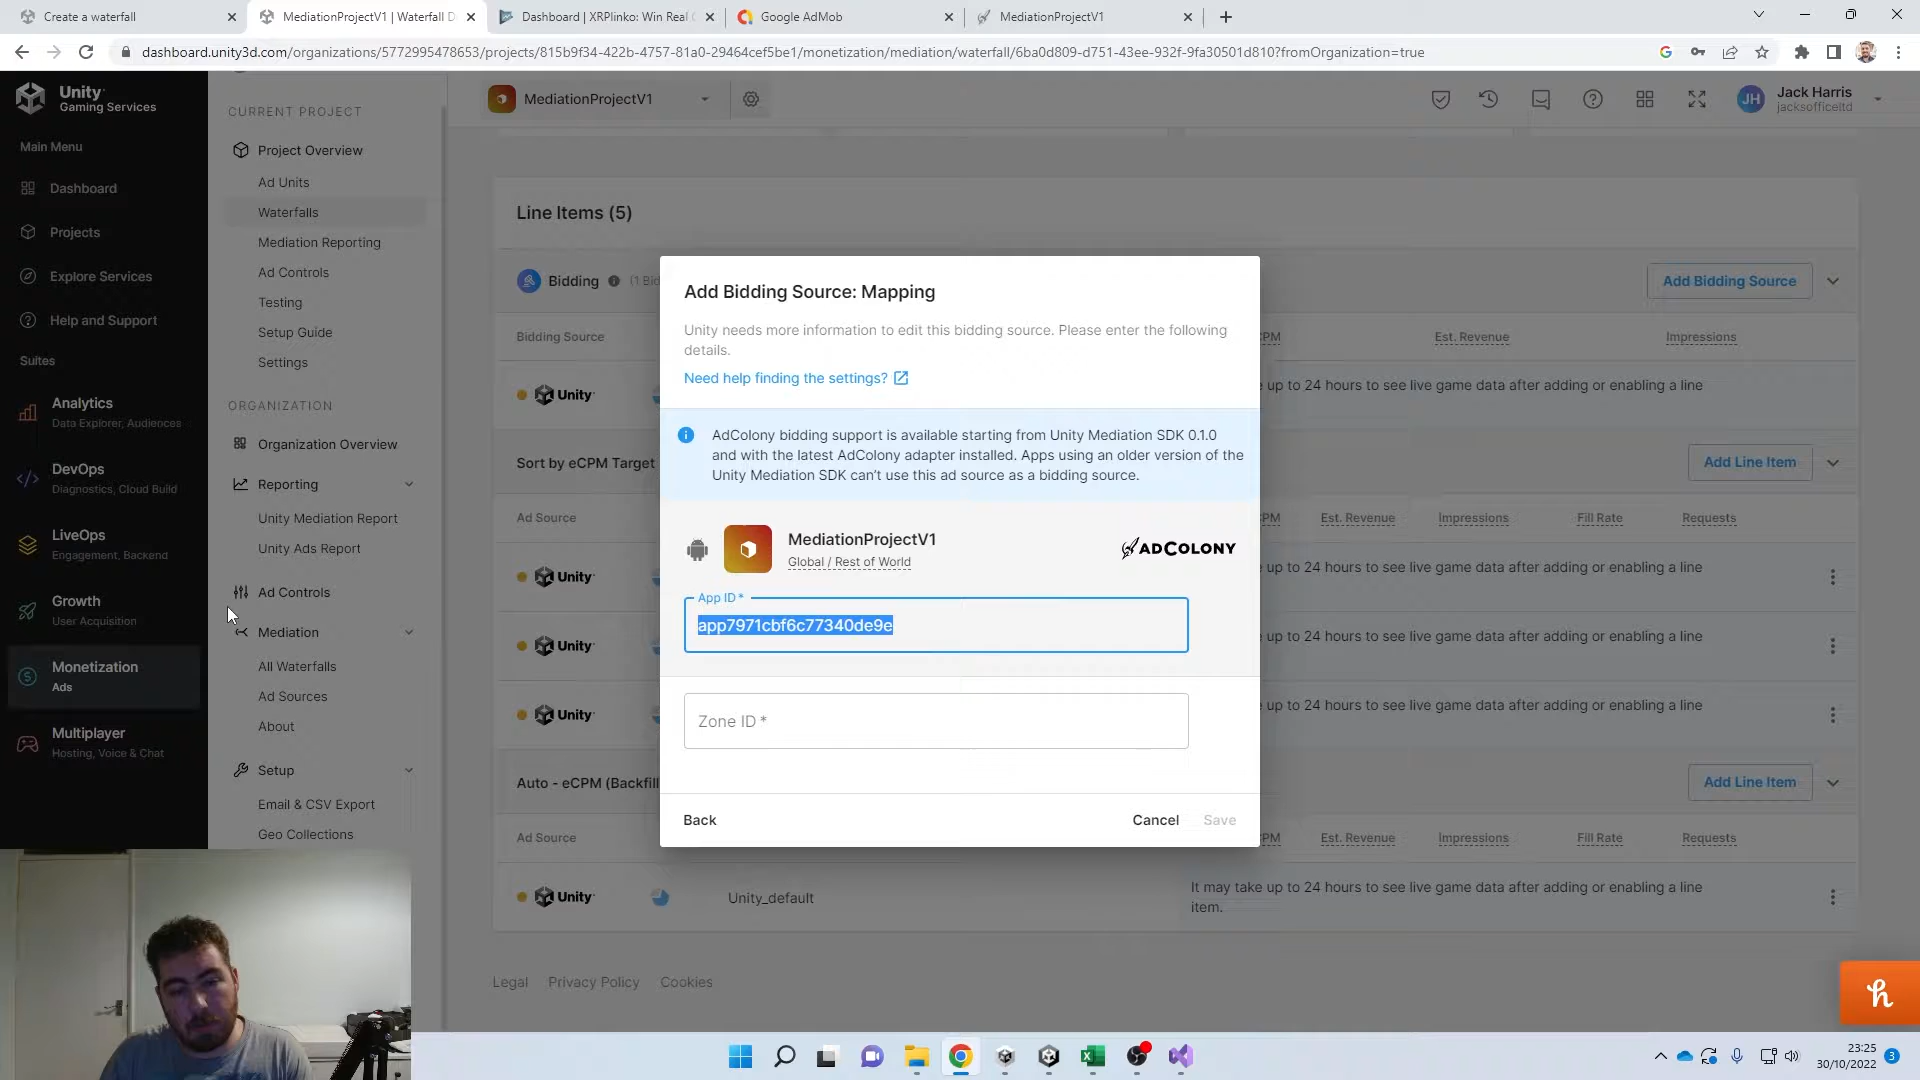 Create a waterfall
MediationProjectV1 | Waterfall D
Dashboard | XRPlinko: Win Real
Google AdMob
MediationProjectV1
dashboard.unity3d.com/organizations/5772995478653/projects/815b9f34-422b-4757-81a0-29464cef5be1/monetization/mediation/waterfall/6ba0d809-d751-43ee-932f-9fa30501d810?fromOrganization=true
Unity
Gaming Services
Main Menu
Dashboard
Projects
Explore Services
Help and Support
Suites
Analytics
Data Explorer, Audiences
DevOps
Diagnostics, Cloud Build
LiveOps
Engagement, Backend
Growth
User Acquisition
Monetization
Ads
Multiplayer
Hosting, Voice & Chat
CURRENT PROJECT
Project Overview
Ad Units
Waterfalls
Mediation Reporting
Ad Controls
Testing
Setup Guide
Settings
ORGANIZATION
Organization Overview
Reporting
Unity Mediation Report
Unity Ads Report
Ad Controls
Mediation
All Waterfalls
Ad Sources
About
Setup
Email & CSV Export
Geo Collections
MediationProjectV1
JH
Jack Harris
jacksofficeltd
Line Items (5)
Bidding
(1 Bid
Add Bidding Source
Bidding Source
CPM
Est. Revenue
Impressions
Unity
up to 24 hours to see live game data after adding or enabling a line
Sort by eCPM Target
Add Line Item
Ad Source
CPM
Est. Revenue
Impressions
Fill Rate
Requests
Unity
up to 24 hours to see live game data after adding or enabling a line
Unity
up to 24 hours to see live game data after adding or enabling a line
Unity
up to 24 hours to see live game data after adding or enabling a line
Auto - eCPM (Backfill
Add Line Item
Ad Source
CPM
Est. Revenue
Impressions
Fill Rate
Requests
Unity
Unity_default
It may take up to 24 hours to see live game data after adding or enabling a line
item.
Legal
Privacy Policy
Cookies
Add Bidding Source: Mapping
Unity needs more information to edit this bidding source. Please enter the following
details.
Need help finding the settings?
AdColony bidding support is available starting from Unity Mediation SDK 0.1.0
and with the latest AdColony adapter installed. Apps using an older version of the
Unity Mediation SDK can't use this ad source as a bidding source.
MediationProjectV1
Global / Rest of World
ADCOLONY
App ID *
app7971cbf6c77340de9e
Zone ID *
Back
Cancel
Save
23:25
30/10/2022
3